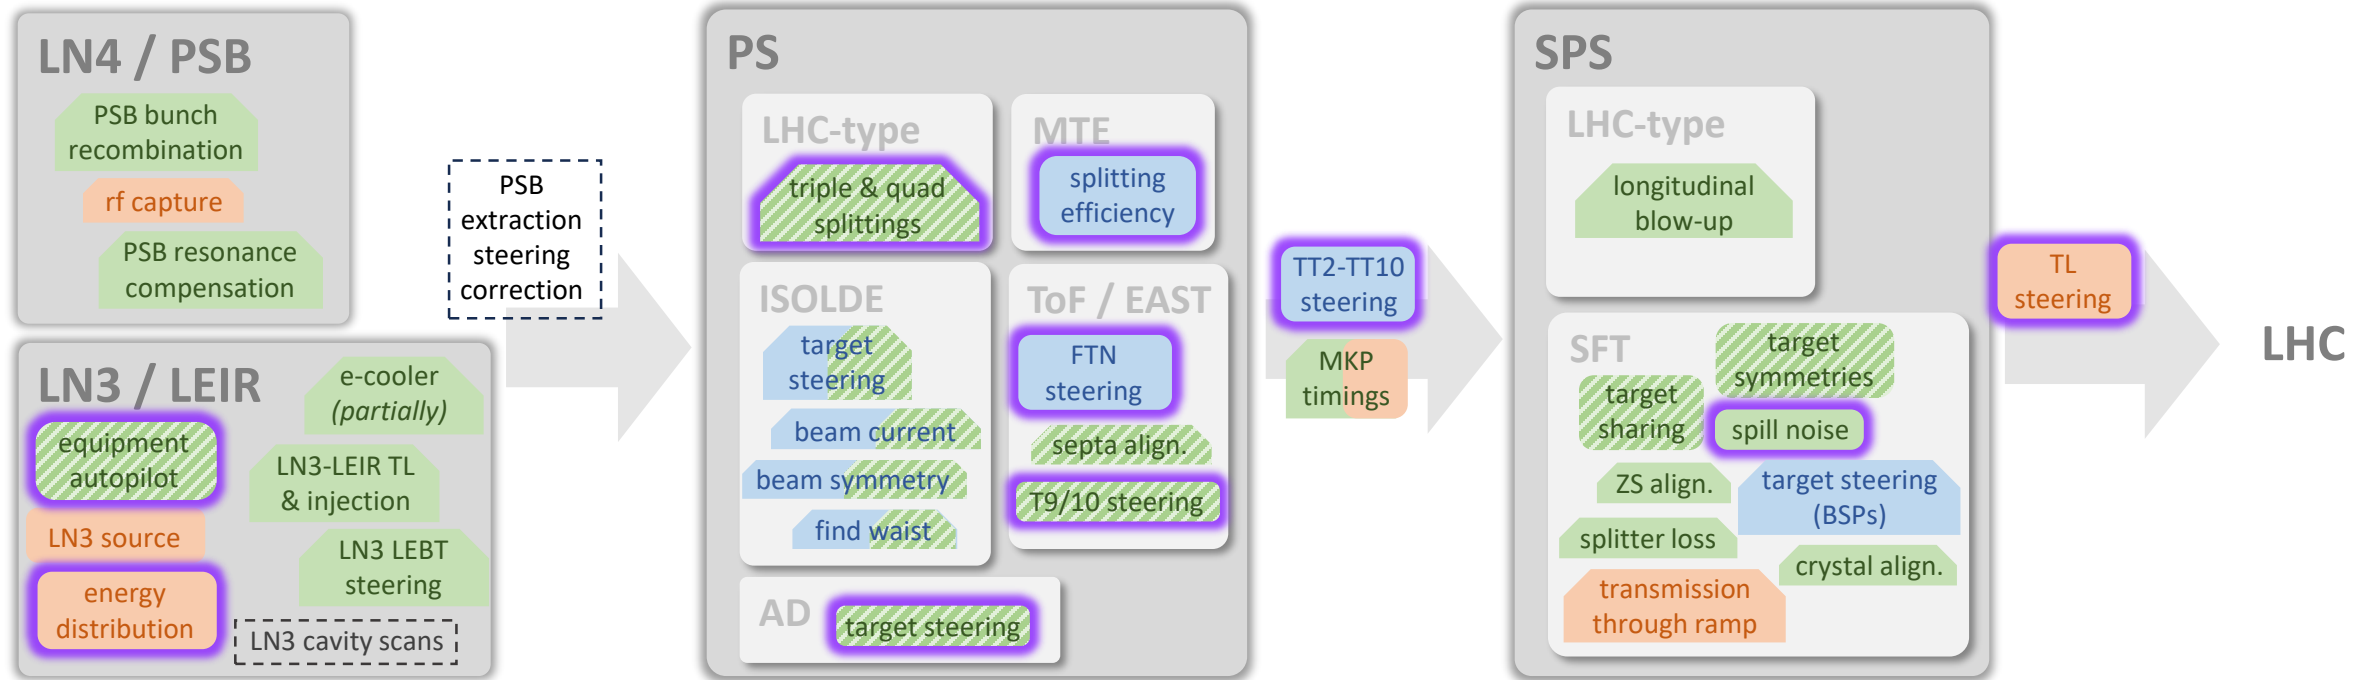 LN4 / PSB
PSB bunch
recombination
rf capture
PSB resonance
compensation
LN3 / LEIR
e-cooler
(partially)
equipment
autopilot
LN3-LEIR TL
& injection
LN3 source
LN3 LEBT
steering
energy
distribution
LN3 cavity scans
PSB
extraction
steering
correction
PS
LHC-type
triple & quad
splittings
MTE
splitting
efficiency
ISOLDE
target
steering
beam current
beam symmetry
find waist
ToF / EAST
FTN
steering
septa align.
T9/10 steering
AD
target steering
TT2-TT10
steering
MKP
timings
SPS
LHC-type
longitudinal
blow-up
SFT
target
symmetries
target
sharing
spill noise
ZS align.
target steering
(BSPs)
splitter loss
crystal align.
transmission
through ramp
TL
steering
LHC